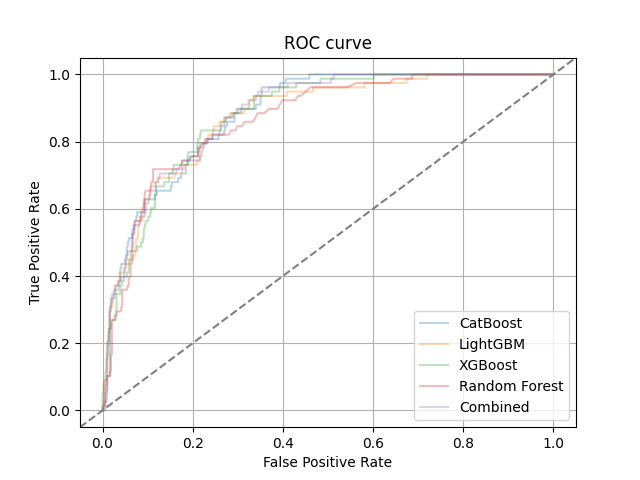 ROC curve
True Positive Rate
1.0
0.8
0.6
0.4
0.2
0.0
CatBoost
LightGBM
XGBoost
Random Forest
Combined
0.0 0.2 0.4 0.6 0.8 1.0
False Positive Rate